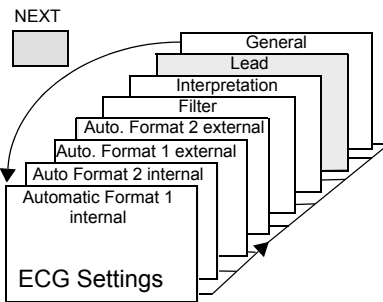 NEXT
General
Lead
Interpretation
Filter
Auto. Format 2 external
Auto. Format 1 external
Auto Format 2 internal
Automatic Format 1
internal
ECG Settings